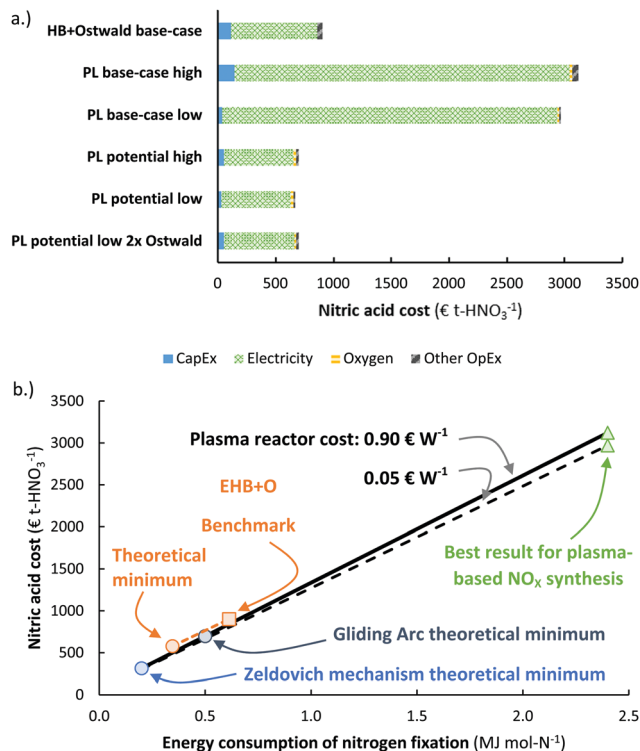 a.)
HB+Ostwald base-case
PL base-case high
PL base-case low
PL potential high
PL potential low
PL potential low 2x Ostwald
0 500 1000 1500 2000 2500 3000 3500
Nitric acid cost (€ t-HNO₃⁻¹)
CapEx Electricity Oxygen Other OpEx
b.)
Nitric acid cost (€ t-HNO₃⁻¹)
3500
3000
2500
2000
1500
1000
500
0
Plasma reactor cost: 0.90 € W⁻¹
0.05 € W⁻¹
EHB+O
Benchmark
Theoretical
minimum
Best result for plasma-
based NOₓ synthesis
Gliding Arc theoretical minimum
Zeldovich mechanism theoretical minimum
0.0 0.5 1.0 1.5 2.0 2.5
Energy consumption of nitrogen fixation (MJ mol-N⁻¹)